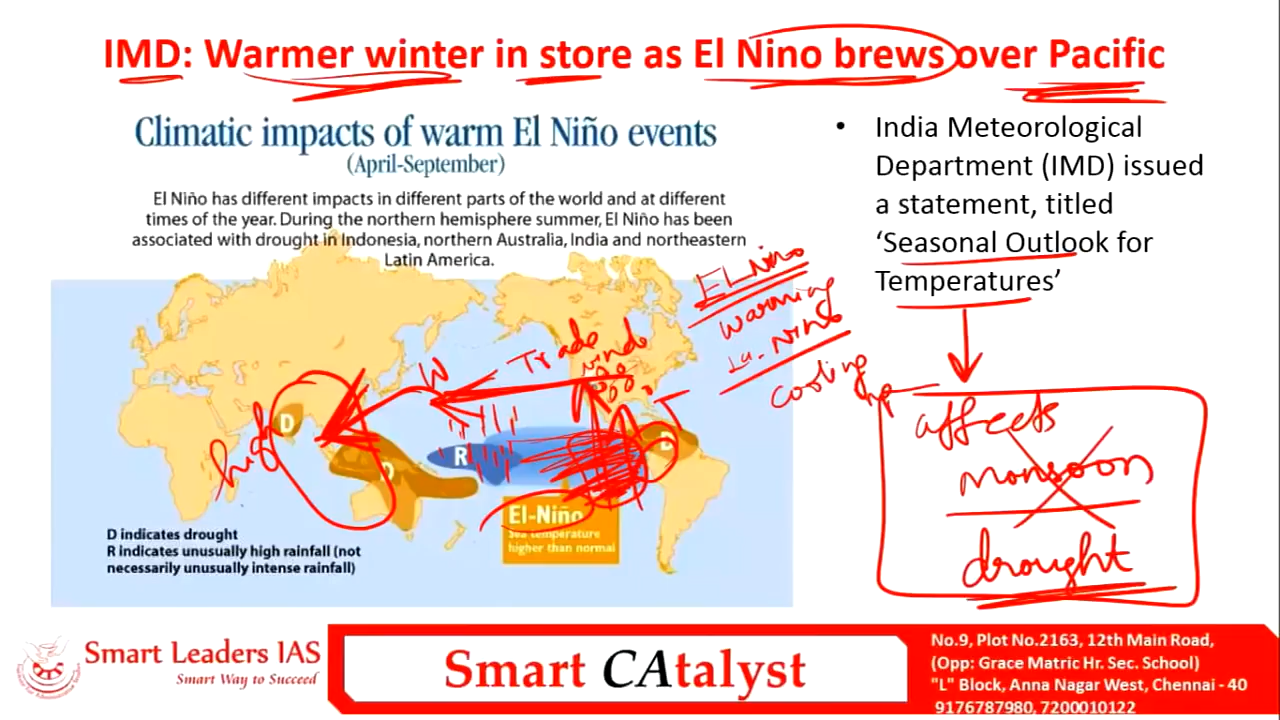 IMD: Warmer winter in store as El Nino brews over Pacific
Climatic impacts of warm El Niño events
(April-September)
El Niño has different impacts in different parts of the world and at different
times of the year. During the northern hemisphere summer, El Niño has been
associated with drought in Indonesia, northern Australia, India and northeastern
Latin America.
• India Meteorological
Department (IMD) issued
a statement, titled
‘Seasonal Outlook for
Temperatures’
El Nino
warming
La-Nino
cooling
Trade
winds
W
high
D
D
R
D
affects
monsoon
drought
El-Niño
Sea temperature
higher than normal
D indicates drought
R indicates unusually high rainfall (not
necessarily unusually intense rainfall)
Smart Leaders IAS
Smart Way to Succeed
Smart CAtalyst
No.9, Plot No.2163, 12th Main Road,
(Opp: Grace Matric Hr. Sec. School)
"L" Block, Anna Nagar West, Chennai - 40
9176787980, 7200010122